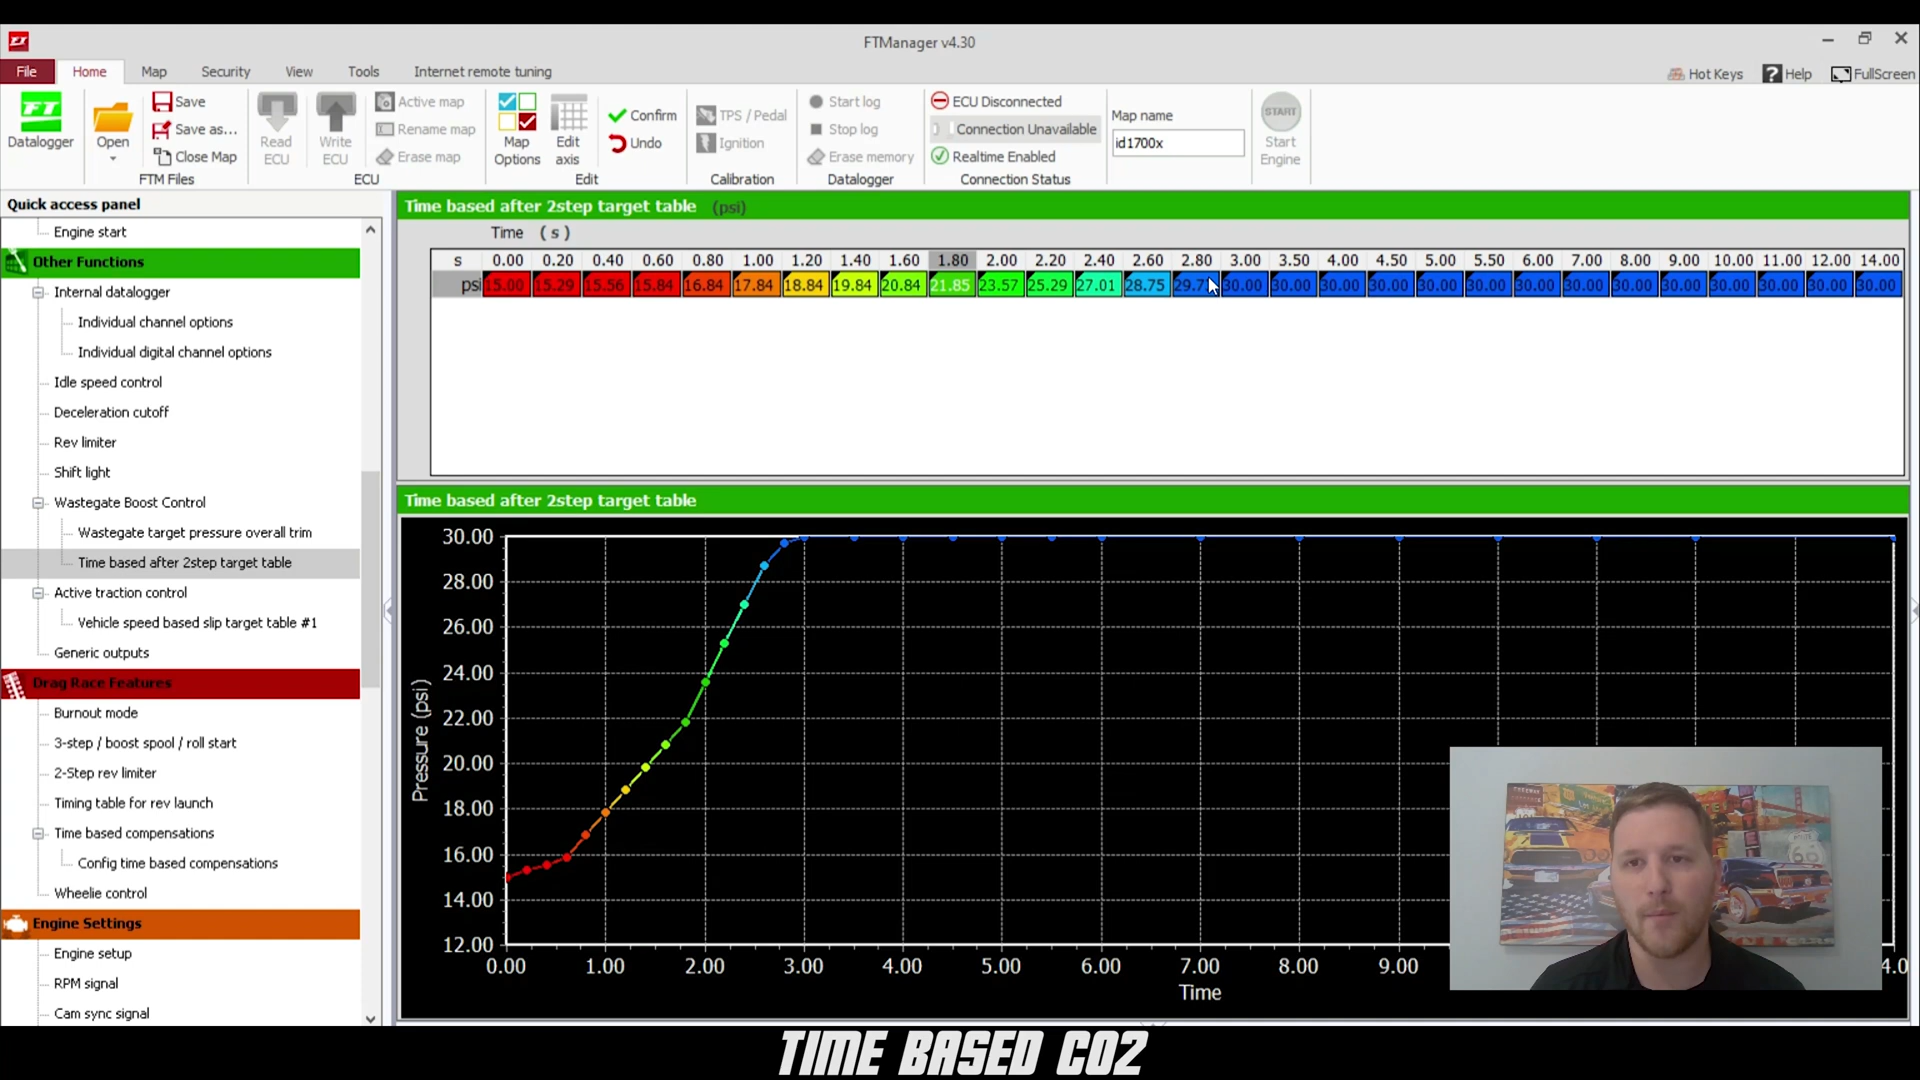 FT
FTManager v4.30
File Home Map Security View Tools Internet remote tuning
Hot Keys ? Help FullScreen
FT
Datalogger
Open
Save
Save as...
Close Map
FTM Files
Read
ECU
Write
ECU
Active map
Rename map
Erase map
ECU
Map
Options
Edit
axis
Confirm
Undo
Edit
TPS / Pedal
Ignition
Calibration
Start log
Stop log
Erase memory
Datalogger
ECU Disconnected
Connection Unavailable
Realtime Enabled
Connection Status
Map name
id1700x
START
Start
Engine
Quick access panel
Engine start
Other Functions
Internal datalogger
Individual channel options
Individual digital channel options
Idle speed control
Deceleration cutoff
Rev limiter
Shift light
Wastegate Boost Control
Wastegate target pressure overall trim
Time based after 2step target table
Active traction control
Vehicle speed based slip target table #1
Generic outputs
Drag Race Features
Burnout mode
3-step / boost spool / roll start
2-Step rev limiter
Timing table for rev launch
Time based compensations
Config time based compensations
Wheelie control
Engine Settings
Engine setup
RPM signal
Cam sync signal
Time based after 2step target table (psi)
Time ( s )
s 0.00 0.20 0.40 0.60 0.80 1.00 1.20 1.40 1.60 1.80 2.00 2.20 2.40 2.60 2.80 3.00 3.50 4.00 4.50 5.00 5.50 6.00 7.00 8.00 9.00 10.00 11.00 12.00 14.00
psi 15.00 15.29 15.56 15.84 16.84 17.84 18.84 19.84 20.84 21.85 23.57 25.29 27.01 28.75 29.7 30.00 30.00 30.00 30.00 30.00 30.00 30.00 30.00 30.00 30.00 30.00 30.00 30.00 30.00
Time based after 2step target table
30.00
28.00
26.00
24.00
22.00
20.00
18.00
16.00
14.00
12.00
Pressure (psi)
0.00 1.00 2.00 3.00 4.00 5.00 6.00 7.00 8.00 9.00 4.0
Time
66
TIME BASED CO2